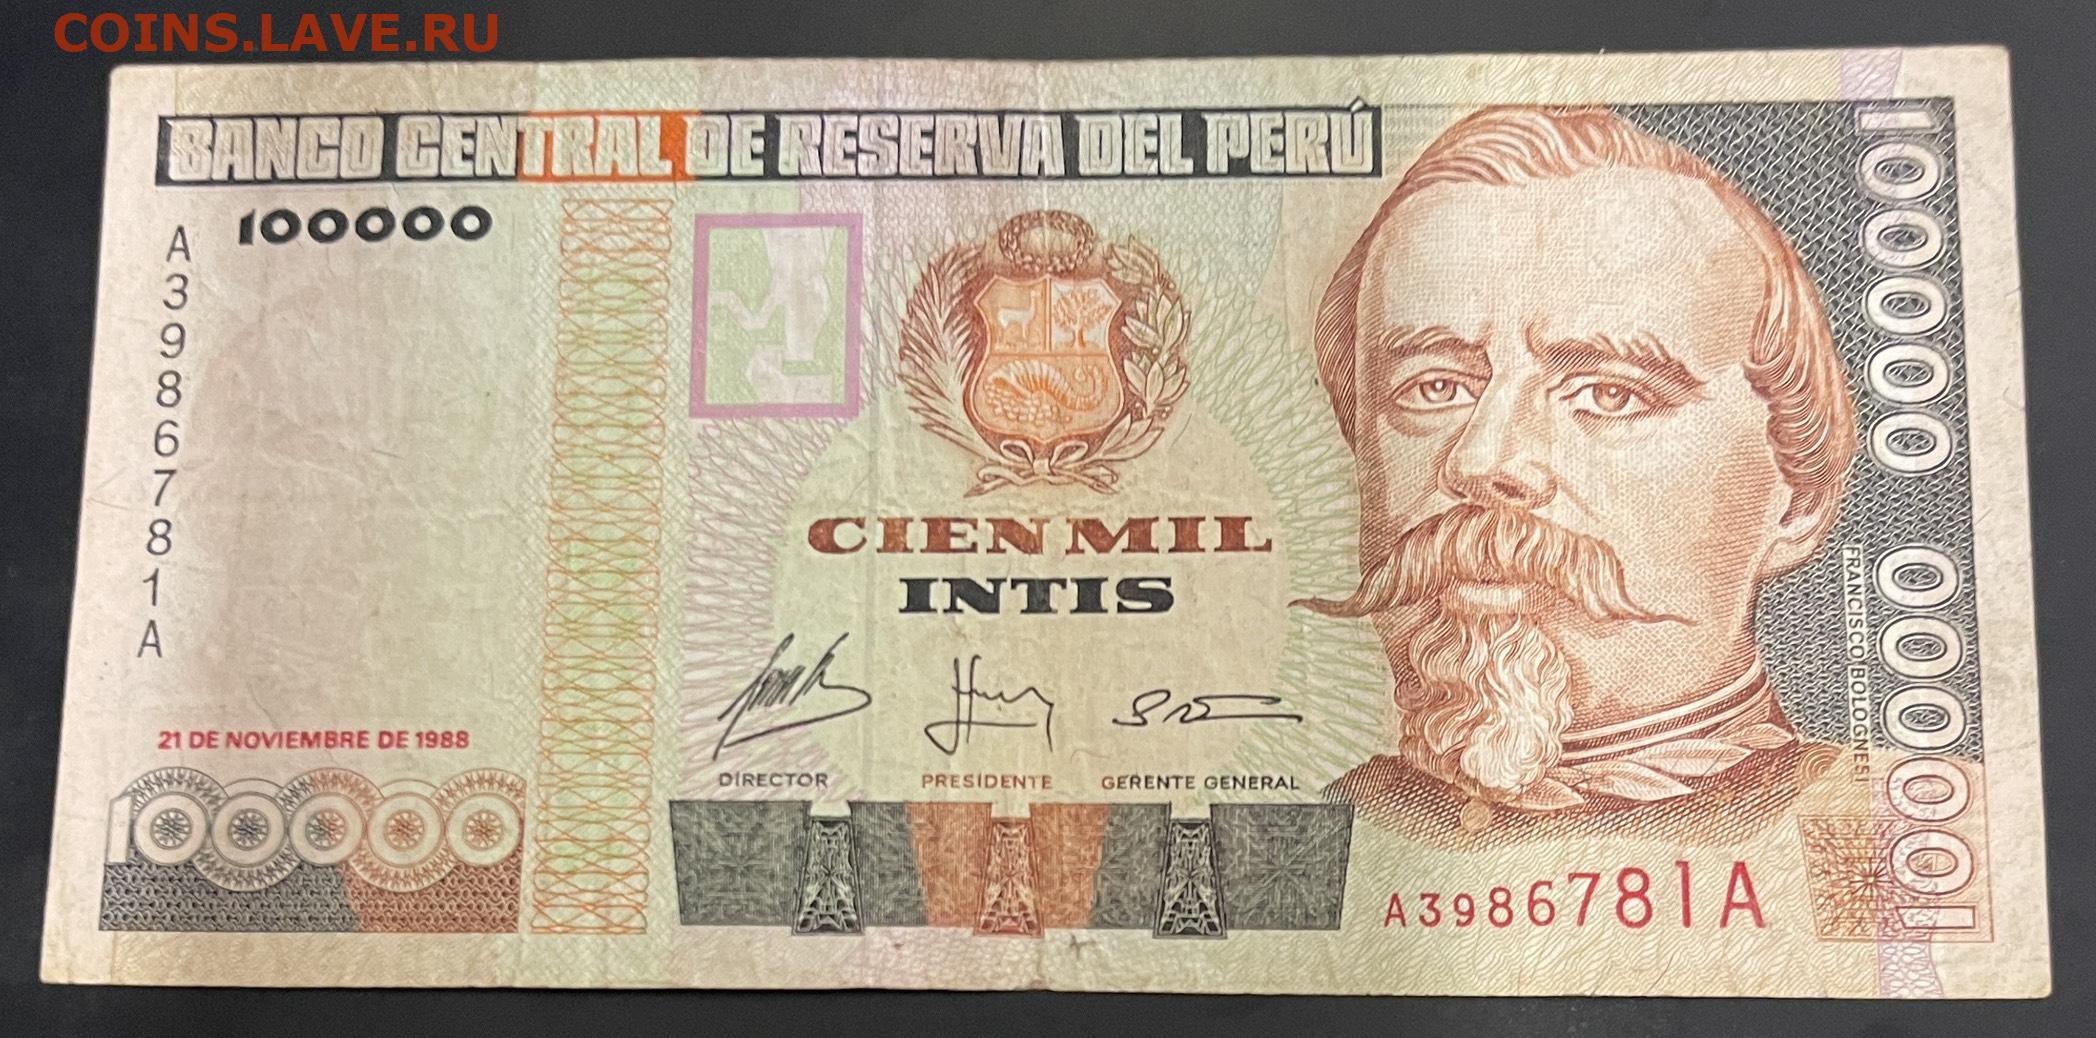 COINS.LAVE.RU
BANCO CENTRAL DE RESERVA DEL PERÚ
100000
A3986781A
21 DE NOVIEMBRE DE 1988
100000
CIEN MIL
INTIS
DIRECTOR PRESIDENTE GERENTE GENERAL
FRANCISCO BOLOGNESI
100000 000001
A3986781A